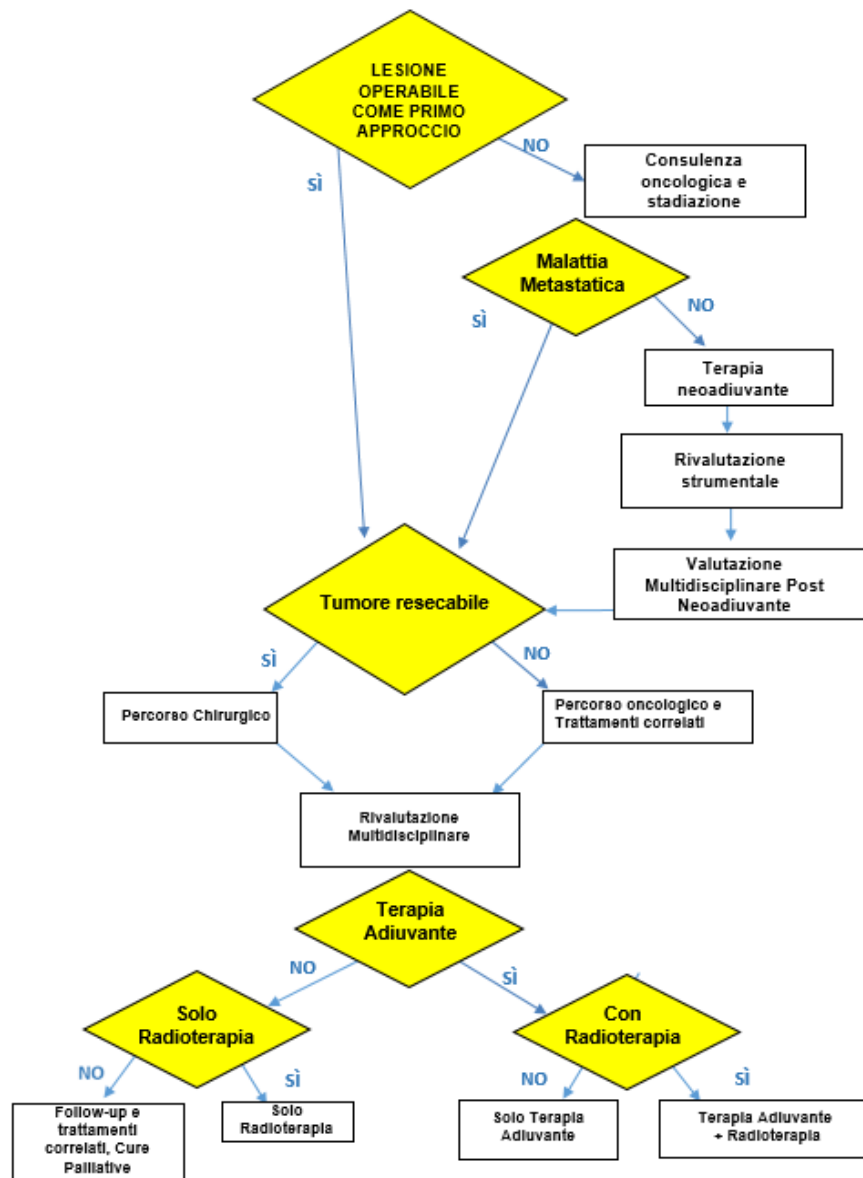 LESIONE
OPERABILE
COME PRIMO
APPROCCIO
NO
SÌ
Consulenza
oncologica e
stadiazione
Malattia
Metastatica
SÌ
NO
Terapia
neoadiuvante
Rivalutazione
strumentale
Valutazione
Multidisciplinare Post
Neoadiuvante
Tumore resecabile
SÌ
NO
Percorso Chirurgico
Percorso oncologico e
Trattamenti correlati
Rivalutazione
Multidisciplinare
Terapia
Adiuvante
NO
SÌ
Solo
Radioterapia
Con
Radioterapia
NO
SÌ
NO
SÌ
Follow-up e
trattamenti
correlati, Cure
Palliative
Solo
Radioterapia
Solo Terapia
Adiuvante
Terapia Adiuvante
+ Radioterapia